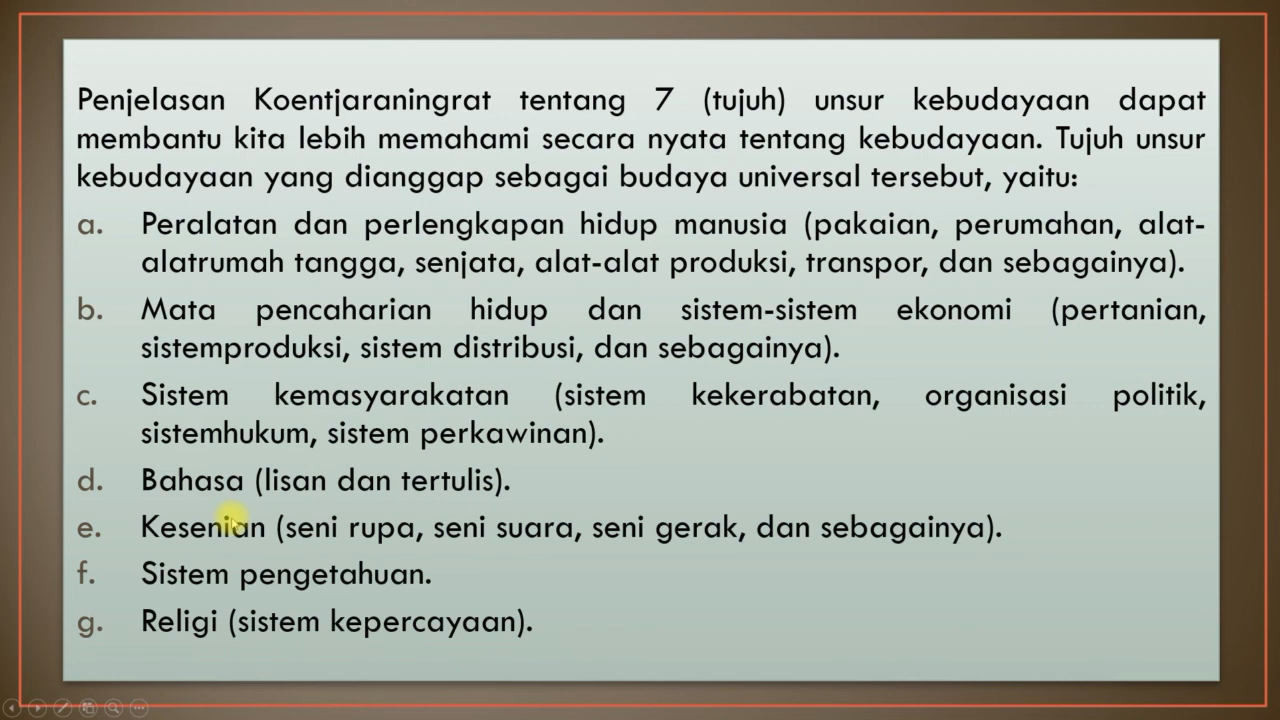 Penjelasan Koentjaraningrat tentang 7 (tujuh) unsur kebudayaan dapat
membantu kita lebih memahami secara nyata tentang kebudayaan. Tujuh unsur
kebudayaan yang dianggap sebagai budaya universal tersebut, yaitu:
a. Peralatan dan perlengkapan hidup manusia (pakaian, perumahan, alat-
alatrumah tangga, senjata, alat-alat produksi, transpor, dan sebagainya).
b. Mata pencaharian hidup dan sistem-sistem ekonomi (pertanian,
sistemproduksi, sistem distribusi, dan sebagainya).
c. Sistem kemasyarakatan (sistem kekerabatan, organisasi politik,
sistemhukum, sistem perkawinan).
d. Bahasa (lisan dan tertulis).
e. Kesenian (seni rupa, seni suara, seni gerak, dan sebagainya).
f. Sistem pengetahuan.
g. Religi (sistem kepercayaan).